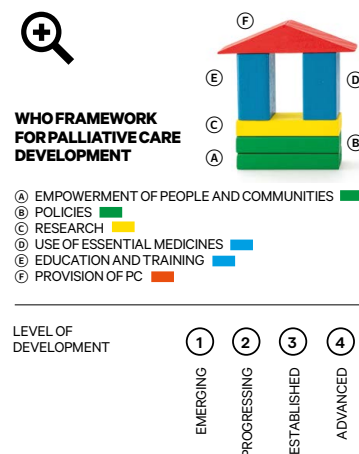 Ⓕ
Ⓔ
Ⓓ
Ⓒ
Ⓑ
Ⓐ
WHO FRAMEWORK
FOR PALLIATIVE CARE
DEVELOPMENT
Ⓐ EMPOWERMENT OF PEOPLE AND COMMUNITIES
Ⓑ POLICIES
Ⓒ RESEARCH
Ⓓ USE OF ESSENTIAL MEDICINES
Ⓔ EDUCATION AND TRAINING
Ⓕ PROVISION OF PC
LEVEL OF
DEVELOPMENT
① ② ③ ④
EMERGING
PROGRESSING
ESTABLISHED
ADVANCED